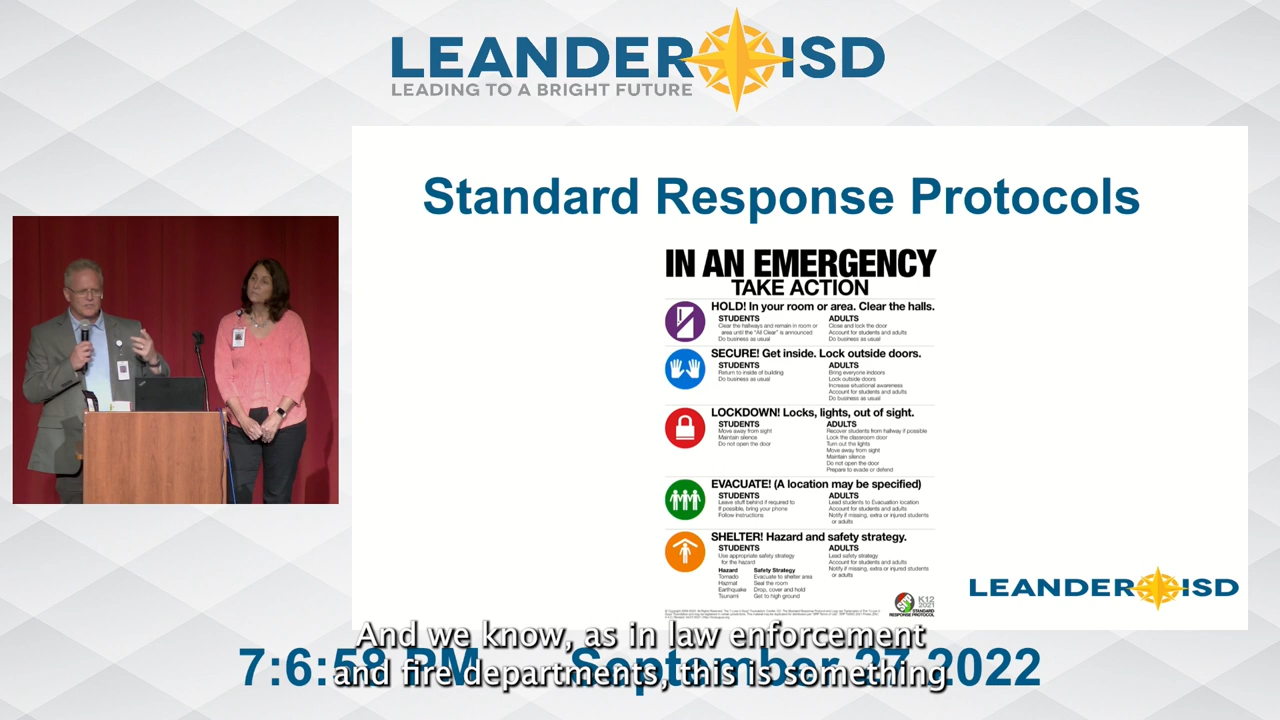 LEANDER ISD
LEADING TO A BRIGHT FUTURE
Standard Response Protocols
IN AN EMERGENCY
TAKE ACTION
HOLD! In your room or area. Clear the halls.
STUDENTS
Clear the hallways and remain in room or
area until the "All Clear" is announced
Do business as usual
ADULTS
Close and lock the door
Account for students and adults
Do business as usual
SECURE! Get inside. Lock outside doors.
STUDENTS
Return to inside of building
Do business as usual
ADULTS
Bring everyone indoors
Lock outside doors
Increase situational awareness
Account for students and adults
Do business as usual
LOCKDOWN! Locks, lights, out of sight.
STUDENTS
Move away from sight
Maintain silence
Do not open the door
ADULTS
Recover students from hallway if possible
Lock the classroom door
Turn out the lights
Move away from sight
Maintain silence
Do not open the door
Prepare to evade or defend
EVACUATE! (A location may be specified)
STUDENTS
Leave stuff behind if required to
If possible, bring your phone
Follow instructions
ADULTS
Lead students to Evacuation location
Account for students and adults
Notify if missing, extra or injured students
or adults
SHELTER! Hazard and safety strategy.
STUDENTS
Use appropriate safety strategy
for the hazard
Hazard Safety Strategy
Tornado Evacuate to shelter area
Hazmat Seal the room
Earthquake Drop, cover and hold
Tsunami Get to high ground
ADULTS
Lead safety strategy
Account for students and adults
Notify if missing, extra or injured students
or adults
K12
STANDARD
RESPONSE PROTOCOL
LEANDER ISD
And we know, as in law enforcement
and fire departments, this is something
7:6:58 PM September 27 2022